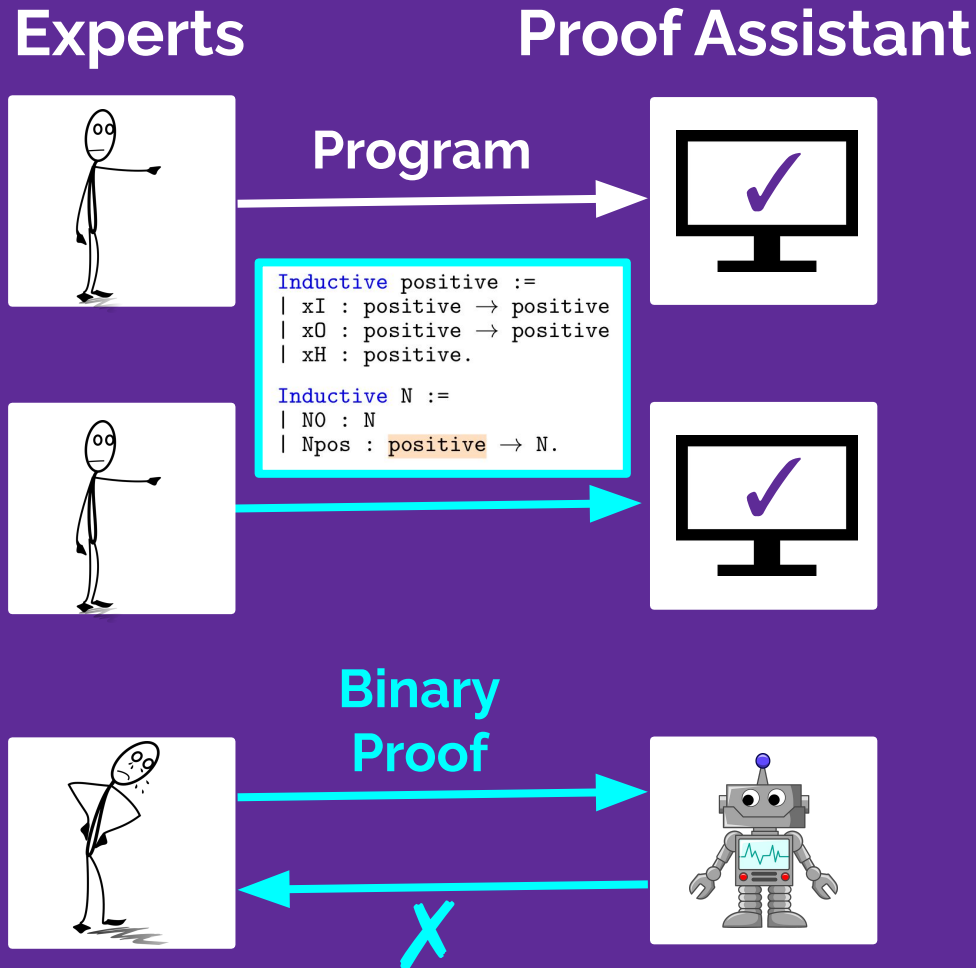 Experts
Proof Assistant
Program
Inductive positive :=
| xI : positive → positive
| xO : positive → positive
| xH : positive.
Inductive N :=
| N0 : N
| Npos : positive → N.
Binary
Proof